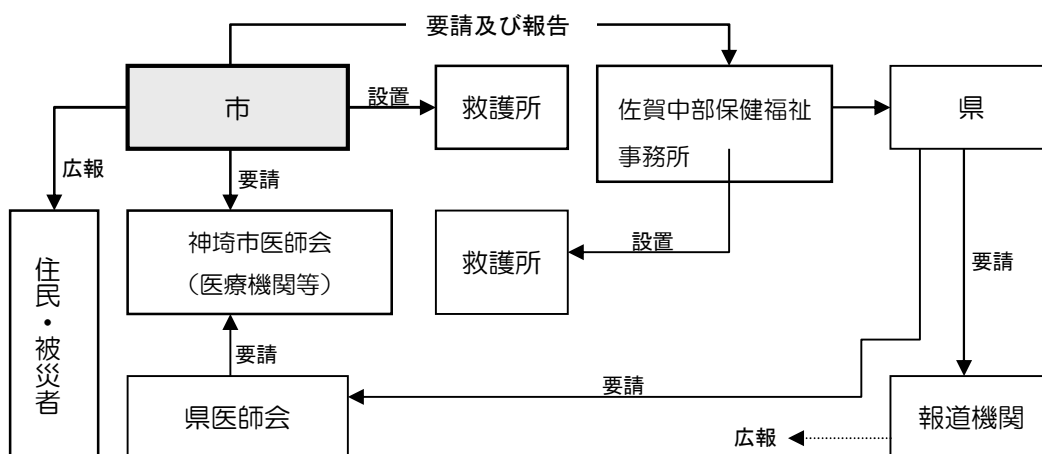 要請及び報告
市
設置
救護所
佐賀中部保健福祉
事務所
県
広報
要請
神埼市医師会
（医療機関等）
救護所
設置
要請
住民・被災者
要請
県医師会
要請
報道機関
広報